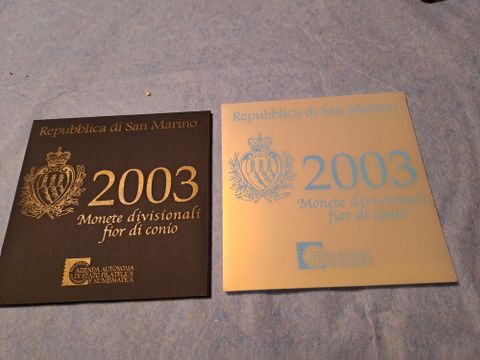 Repubblica di San Marino
2003
Monete divisionali
fior di conio
AZIENDA AUTONOMA
DI STATO FILATELICA
E NUMISMATICA
Repubblica di San Marino
2003
Monete divisionali
fior di conio